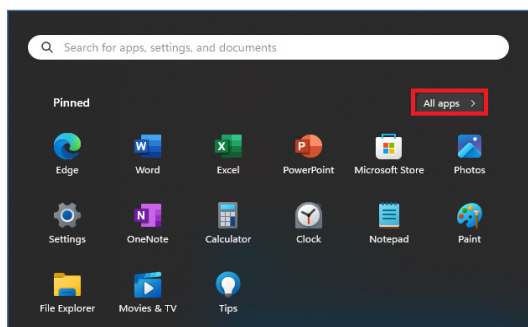 Search for apps, settings, and documents
Pinned All apps >
Edge Word Excel PowerPoint Microsoft Store Photos
Settings OneNote Calculator Clock Notepad Paint
File Explorer Movies & TV Tips